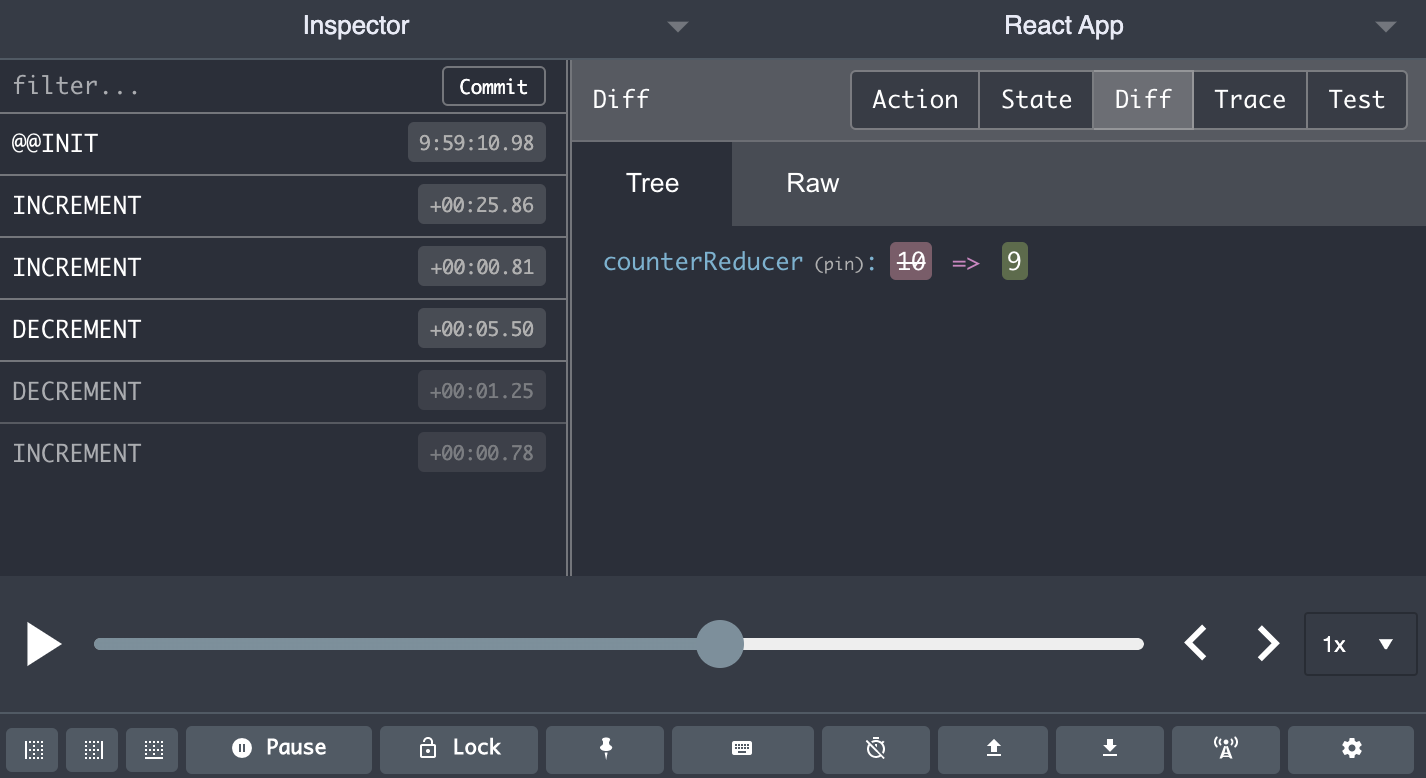 Inspector
React App
filter...
Commit
@@INIT
9:59:10.98
INCREMENT
+00:25.86
INCREMENT
+00:00.81
DECREMENT
+00:05.50
DECREMENT
+00:01.25
INCREMENT
+00:00.78
Diff
Action State Diff Trace Test
Tree Raw
counterReducer (pin): 10 => 9
1x
Pause
Lock